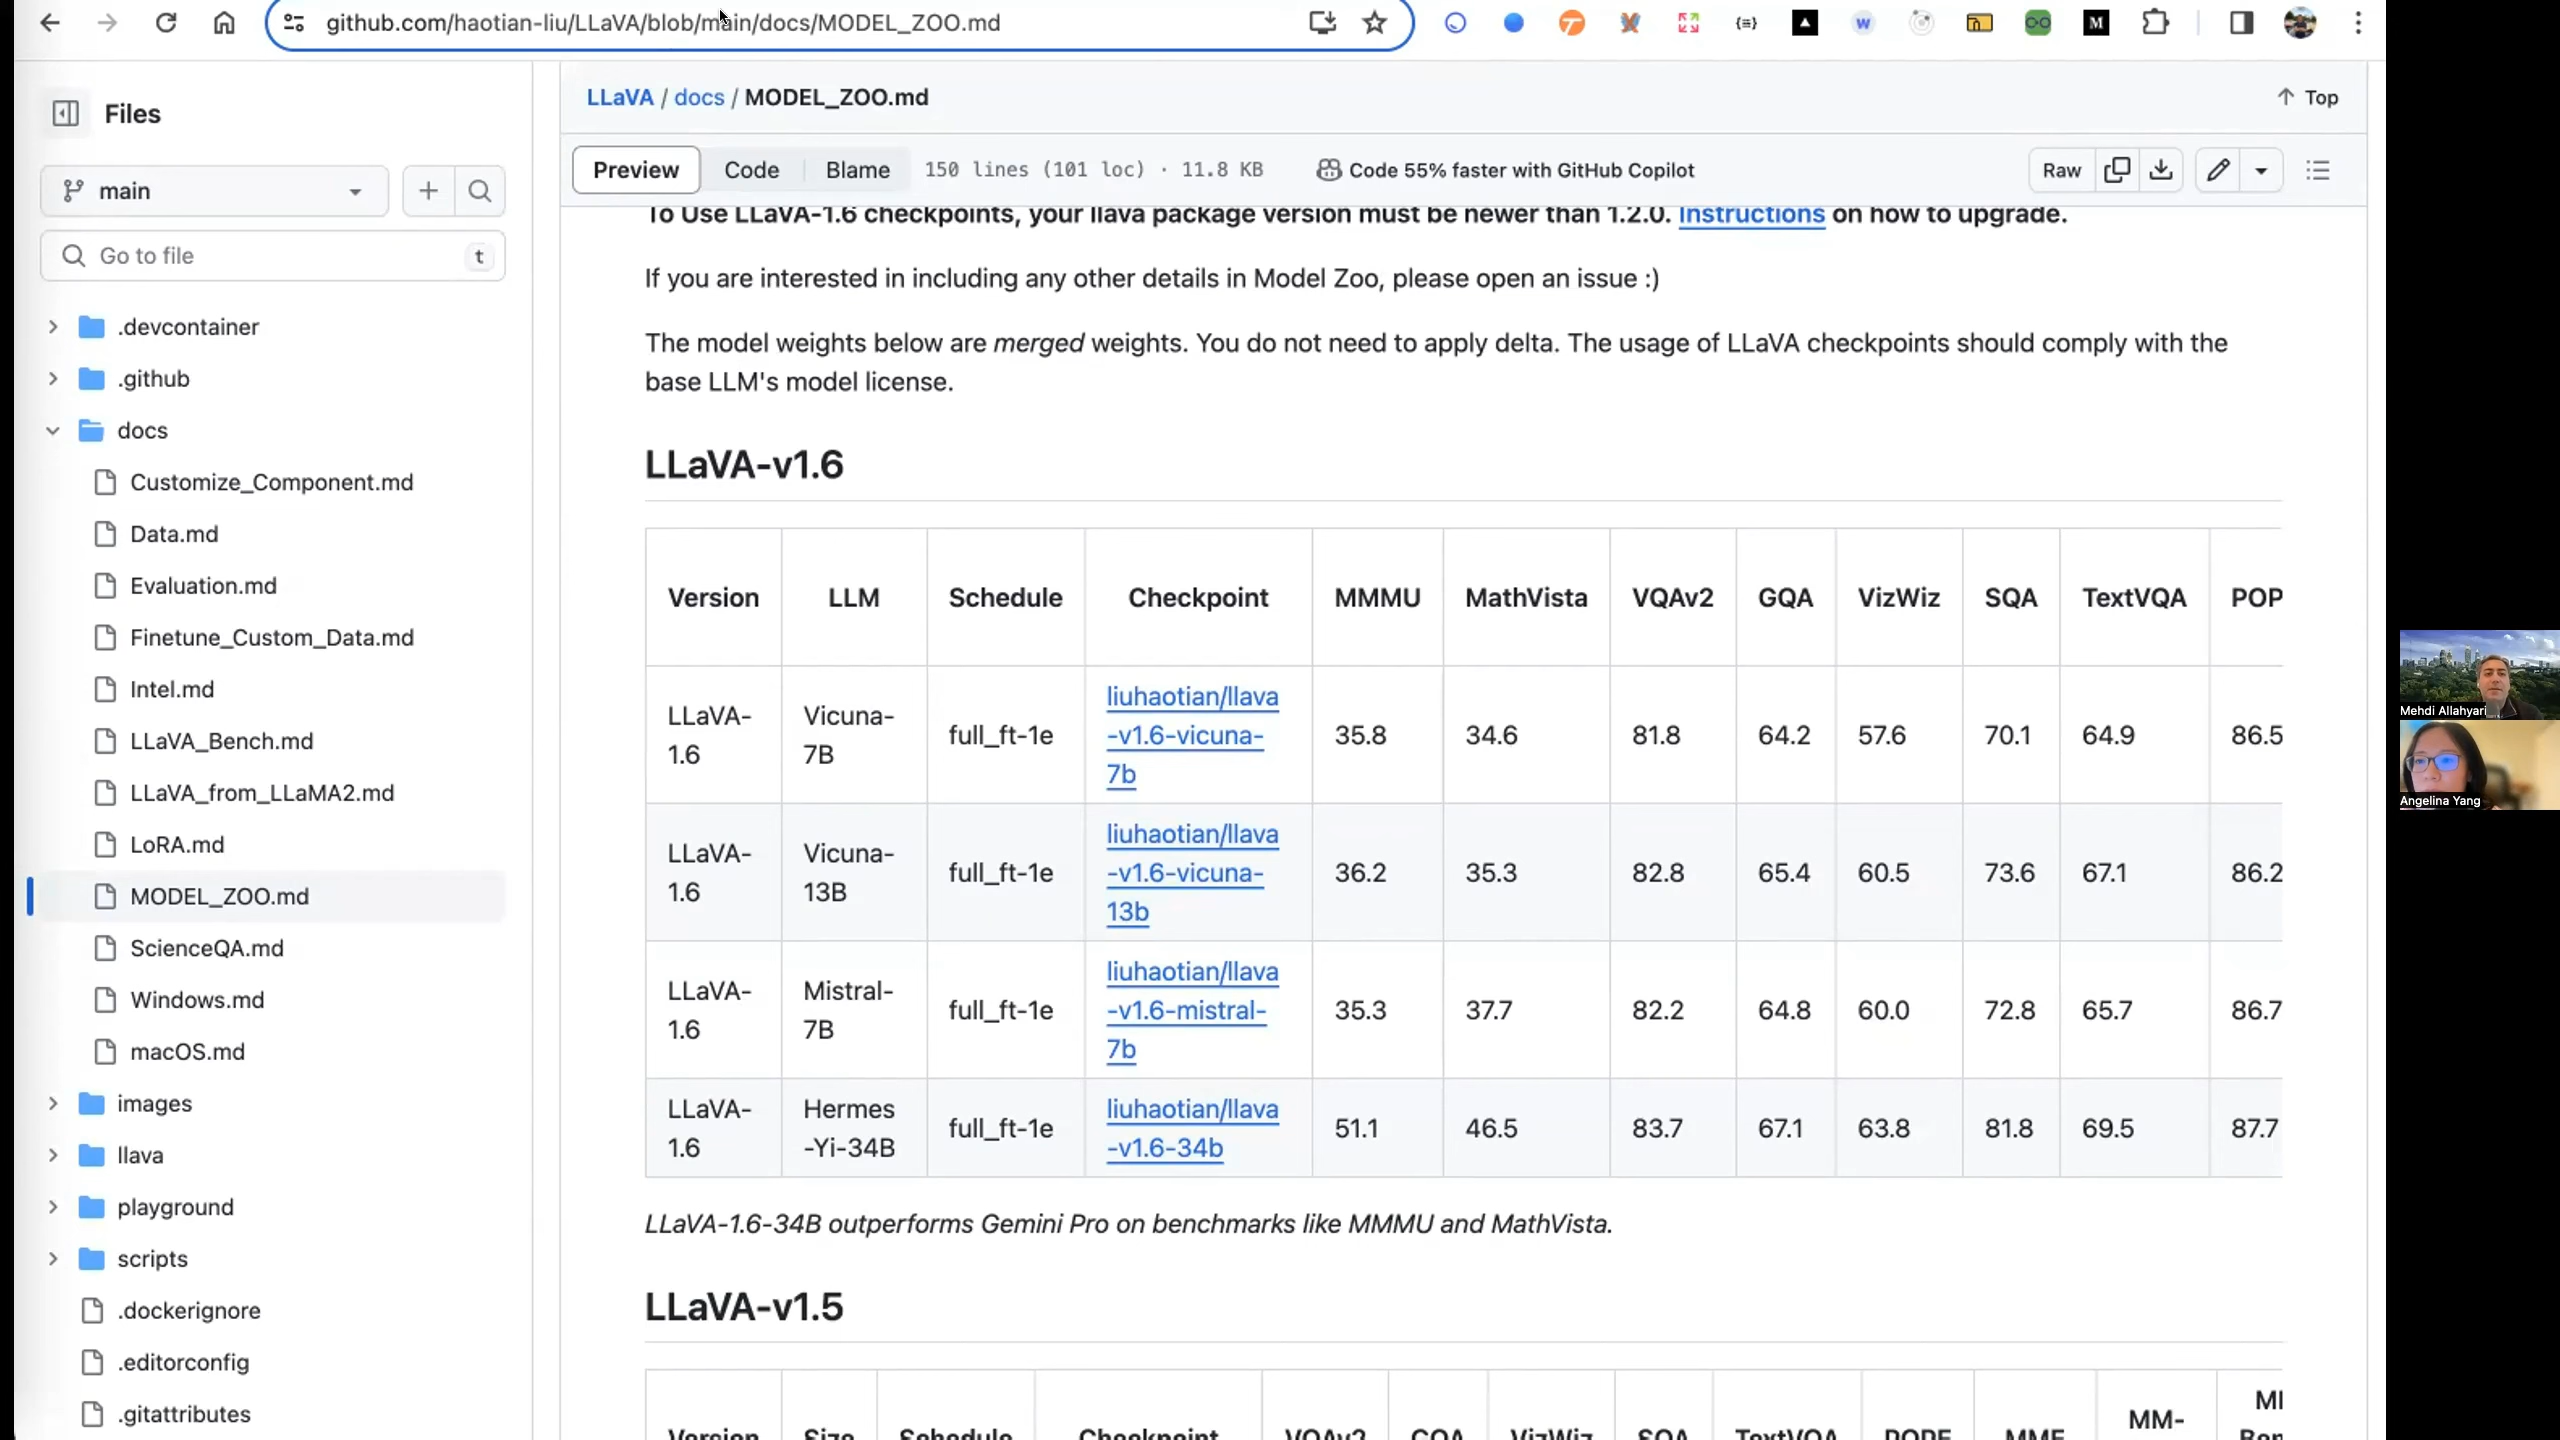 github.com/haotian-liu/LLaVA/blob/main/docs/MODEL_ZOO.md
Files
main
Go to file
t
.devcontainer
.github
docs
Customize_Component.md
Data.md
Evaluation.md
Finetune_Custom_Data.md
Intel.md
LLaVA_Bench.md
LLaVA_from_LLaMA2.md
LoRA.md
MODEL_ZOO.md
ScienceQA.md
Windows.md
macOS.md
images
llava
playground
scripts
.dockerignore
.editorconfig
.gitattributes
LLaVA / docs / MODEL_ZOO.md
Top
Preview Code Blame 150 lines (101 loc) · 11.8 KB Code 55% faster with GitHub Copilot Raw
To Use LLaVA-1.6 checkpoints, your llava package version must be newer than 1.2.0. Instructions on how to upgrade.
If you are interested in including any other details in Model Zoo, please open an issue :)
The model weights below are merged weights. You do not need to apply delta. The usage of LLaVA checkpoints should comply with the
base LLM's model license.
LLaVA-v1.6
Version LLM Schedule Checkpoint MMMU MathVista VQAv2 GQA VizWiz SQA TextVQA POP
LLaVA-1.6 Vicuna-7B full_ft-1e liuhaotian/llava-v1.6-vicuna-7b 35.8 34.6 81.8 64.2 57.6 70.1 64.9 86.5
LLaVA-1.6 Vicuna-13B full_ft-1e liuhaotian/llava-v1.6-vicuna-13b 36.2 35.3 82.8 65.4 60.5 73.6 67.1 86.2
LLaVA-1.6 Mistral-7B full_ft-1e liuhaotian/llava-v1.6-mistral-7b 35.3 37.7 82.2 64.8 60.0 72.8 65.7 86.7
LLaVA-1.6 Hermes-Yi-34B full_ft-1e liuhaotian/llava-v1.6-34b 51.1 46.5 83.7 67.1 63.8 81.8 69.5 87.7
LLaVA-1.6-34B outperforms Gemini Pro on benchmarks like MMMU and MathVista.
LLaVA-v1.5
Version Size Schedule Checkpoint VQAv2 GQA VizWiz SQA TextVQA POPE MME MM-
Mehdi Allahyari
Angelina Yang